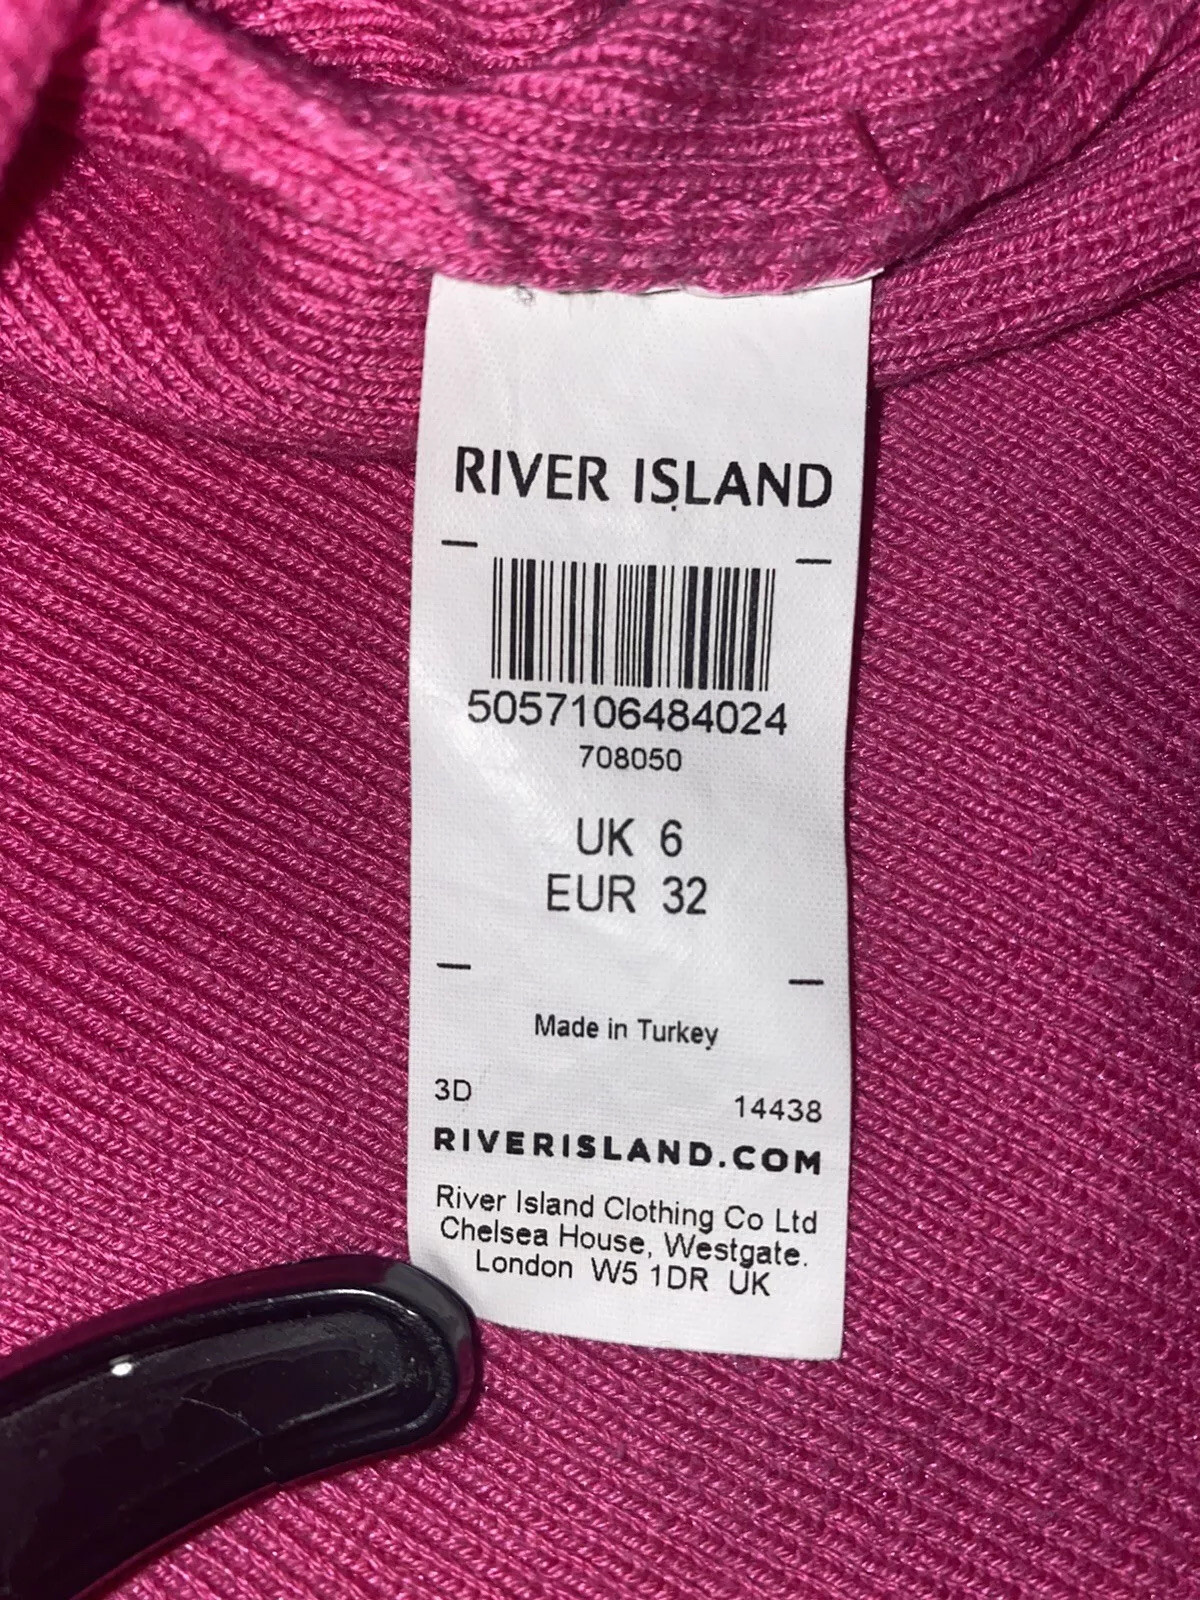 RIVER ISLAND
5057106484024
708050
UK 6
EUR 32
Made in Turkey
3D 14438
RIVERISLAND.COM
River Island Clothing Co Ltd
Chelsea House, Westgate.
London W5 1DR UK